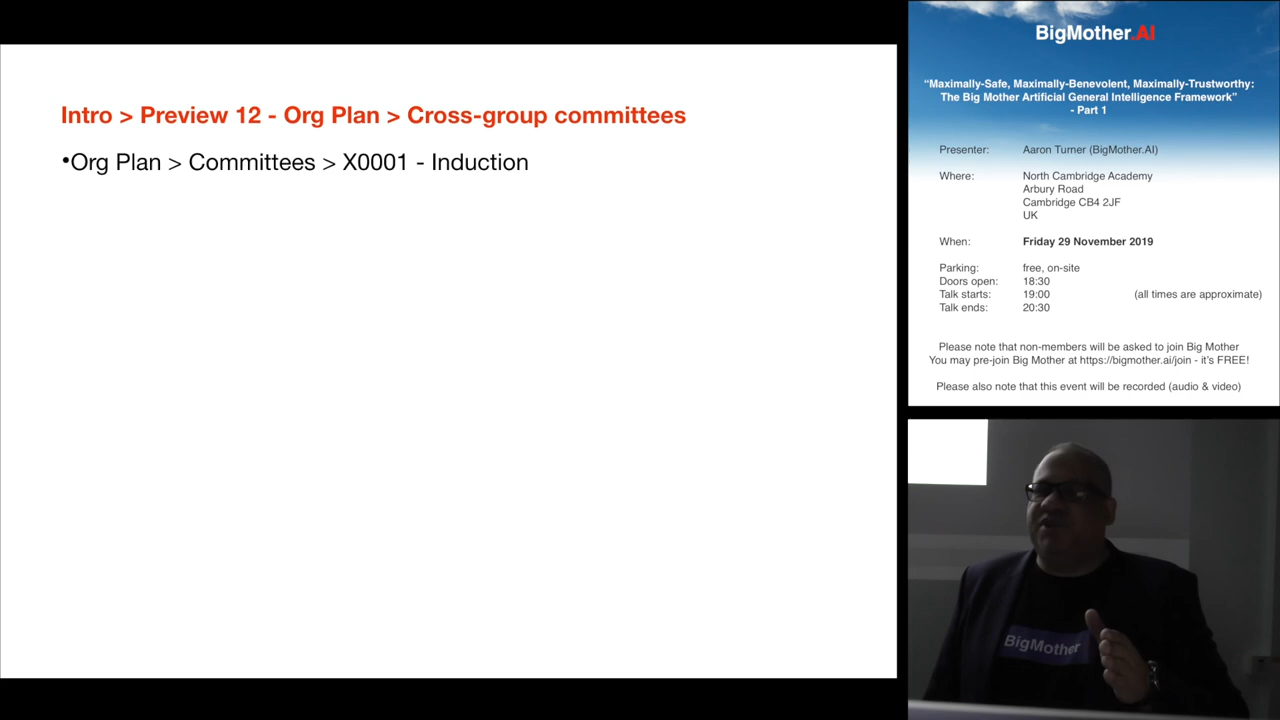 Intro > Preview 12 - Org Plan > Cross-group committees
•Org Plan > Committees > X0001 - Induction
BigMother.AI
“Maximally-Safe, Maximally-Benevolent, Maximally-Trustworthy:
The Big Mother Artificial General Intelligence Framework”
- Part 1
Presenter: Aaron Turner (BigMother.AI)
Where: North Cambridge Academy
Arbury Road
Cambridge CB4 2JF
UK
When: Friday 29 November 2019
Parking: free, on-site
Doors open: 18:30
Talk starts: 19:00 (all times are approximate)
Talk ends: 20:30
Please note that non-members will be asked to join Big Mother
You may pre-join Big Mother at https://bigmother.ai/join - it’s FREE!
Please also note that this event will be recorded (audio & video)
BigMother